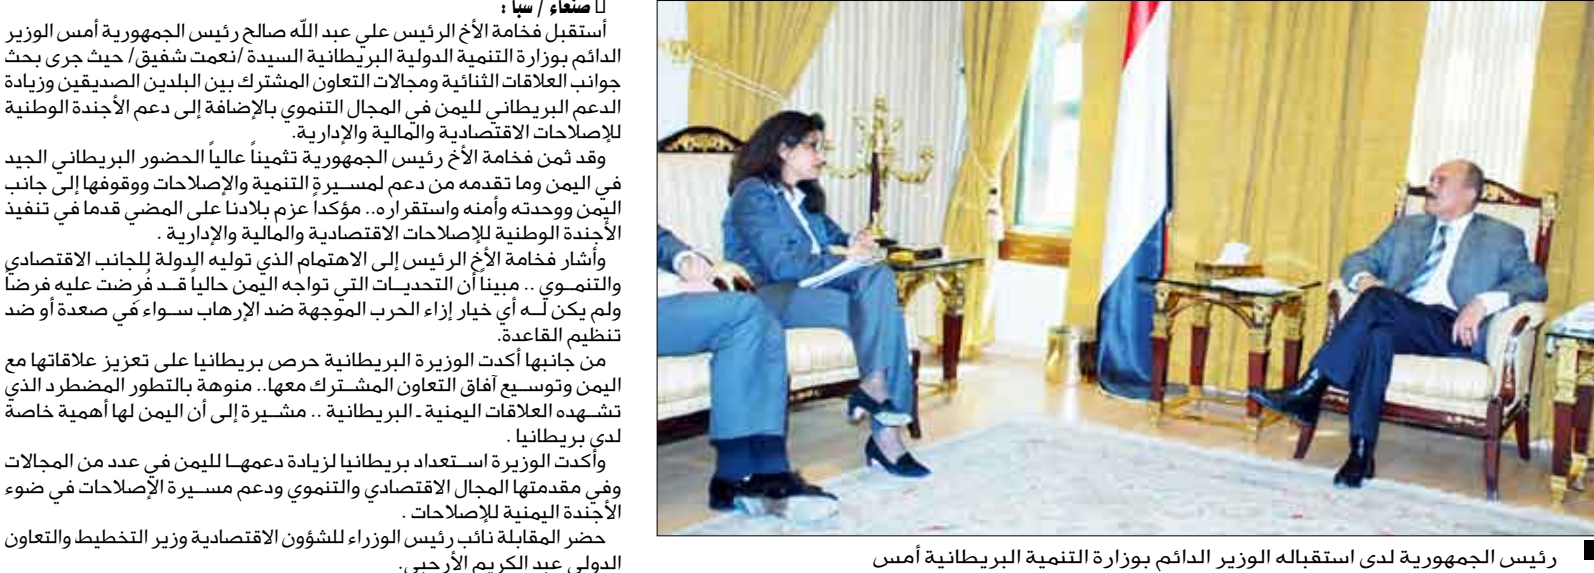 صنعاء / سبأ :
أستقبل فخامة الأخ الرئيس علي عبد الله صالح رئيس الجمهورية أمس الوزير
الدائم بوزارة التنمية الدولية البريطانية السيدة /نعمت شفيق/ حيث جرى بحث
جوانب العلاقات الثنائية ومجالات التعاون المشترك بين البلدين الصديقين وزيادة
الدعم البريطاني لليمن في المجال التنموي بالإضافة إلى دعم الأجندة الوطنية
للإصلاحات الاقتصادية والمالية والإدارية.
وقد ثمن فخامة الأخ رئيس الجمهورية تثميناً عالياً الحضور البريطاني الجيد
في اليمن وما تقدمه من دعم لمسيرة التنمية والإصلاحات ووقوفها إلى جانب
اليمن ووحدته وأمنه واستقراره.. مؤكداً عزم بلادنا على المضي قدما في تنفيذ
الأجندة الوطنية للإصلاحات الاقتصادية والمالية والإدارية .
وأشار فخامة الأخ الرئيس إلى الاهتمام الذي توليه الدولة للجانب الاقتصادي
والتنموي .. مبيناً أن التحديات التي تواجه اليمن حالياً قد فُرضت عليه فرضاً
ولم يكن له أي خيار إزاء الحرب الموجهة ضد الإرهاب سواء في صعدة أو ضد
تنظيم القاعدة.
من جانبها أكدت الوزيرة البريطانية حرص بريطانيا على تعزيز علاقاتها مع
اليمن وتوسيع آفاق التعاون المشترك معها.. منوهة بالتطور المضطرد الذي
تشهده العلاقات اليمنية ـ البريطانية .. مشيرة إلى أن اليمن لها أهمية خاصة
لدى بريطانيا .
وأكدت الوزيرة استعداد بريطانيا لزيادة دعمها لليمن في عدد من المجالات
وفي مقدمتها المجال الاقتصادي والتنموي ودعم مسيرة الإصلاحات في ضوء
الأجندة اليمنية للإصلاحات .
حضر المقابلة نائب رئيس الوزراء للشؤون الاقتصادية وزير التخطيط والتعاون
الدولي عبد الكريم الأرحبي.
رئيس الجمهورية لدى استقباله الوزير الدائم بوزارة التنمية البريطانية أمس